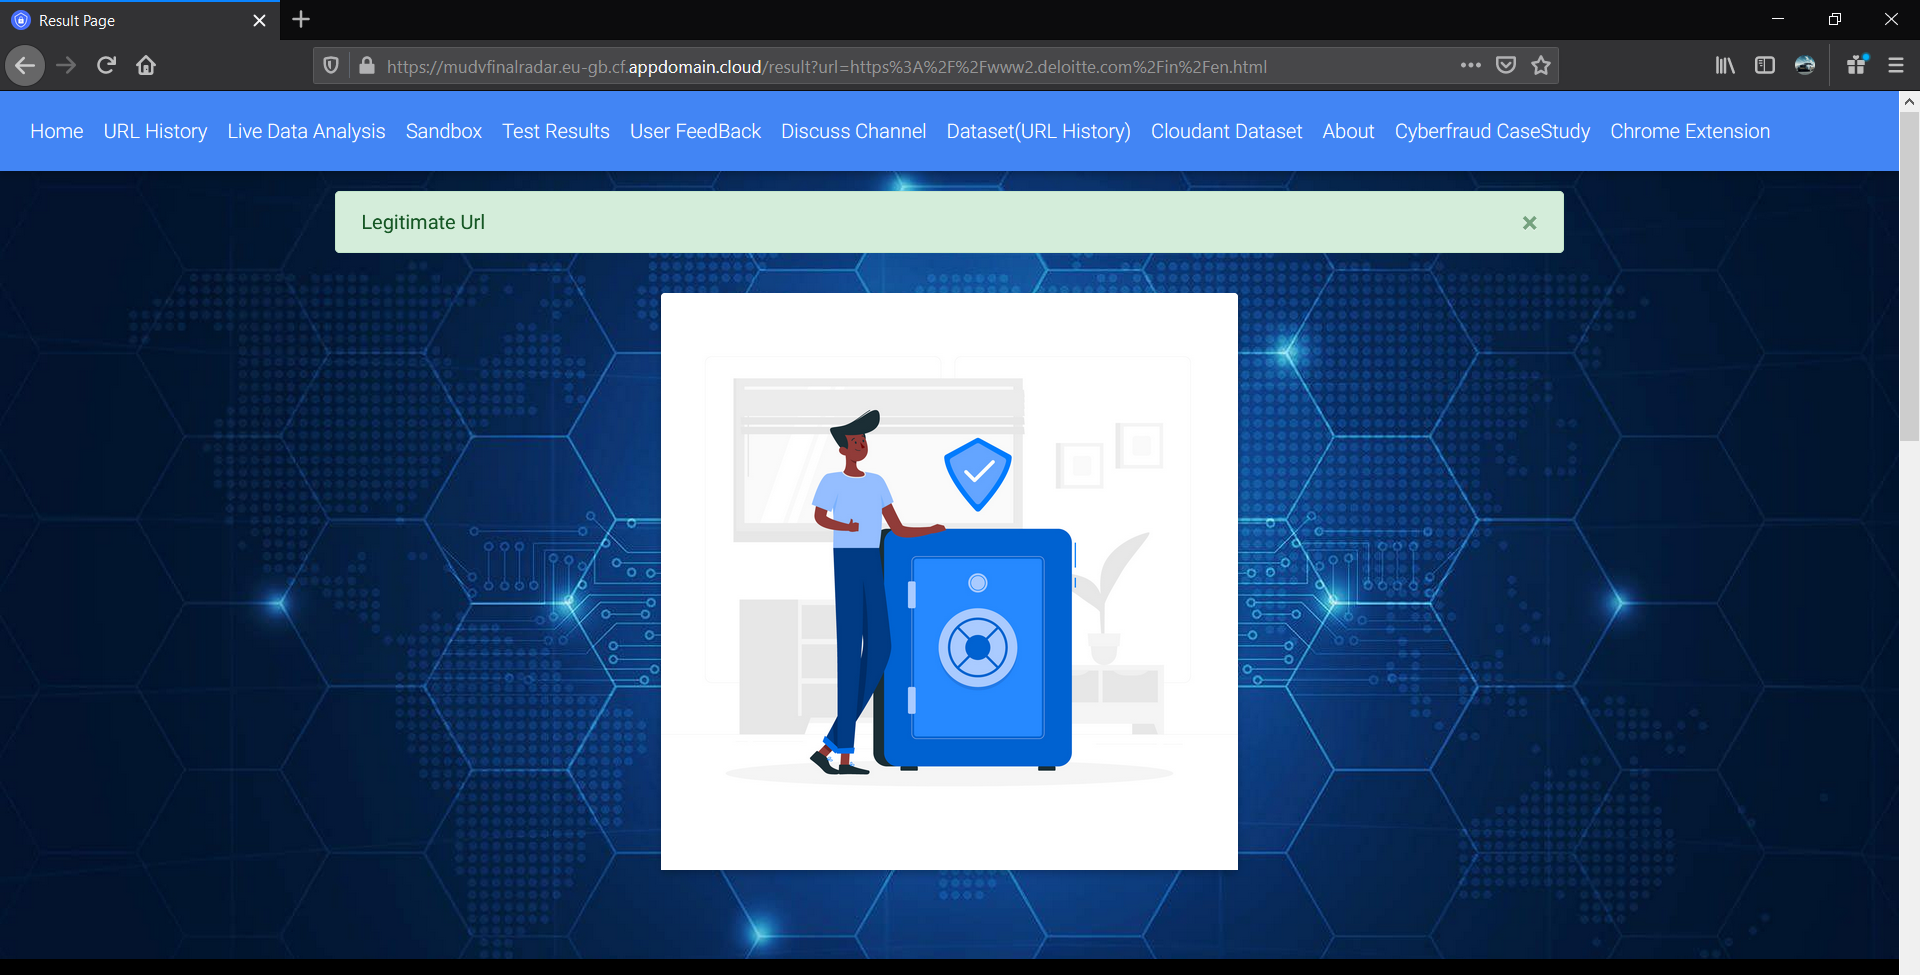 Result Page
https://mudvfinalradar.eu-gb.cf.appdomain.cloud/result?url=https%3A%2F%2Fwww2.deloitte.com%2Fin%2Fen.html
Home URL History Live Data Analysis Sandbox Test Results User FeedBack Discuss Channel Dataset(URL History) Cloudant Dataset About Cyberfraud CaseStudy Chrome Extension
Legitimate Url